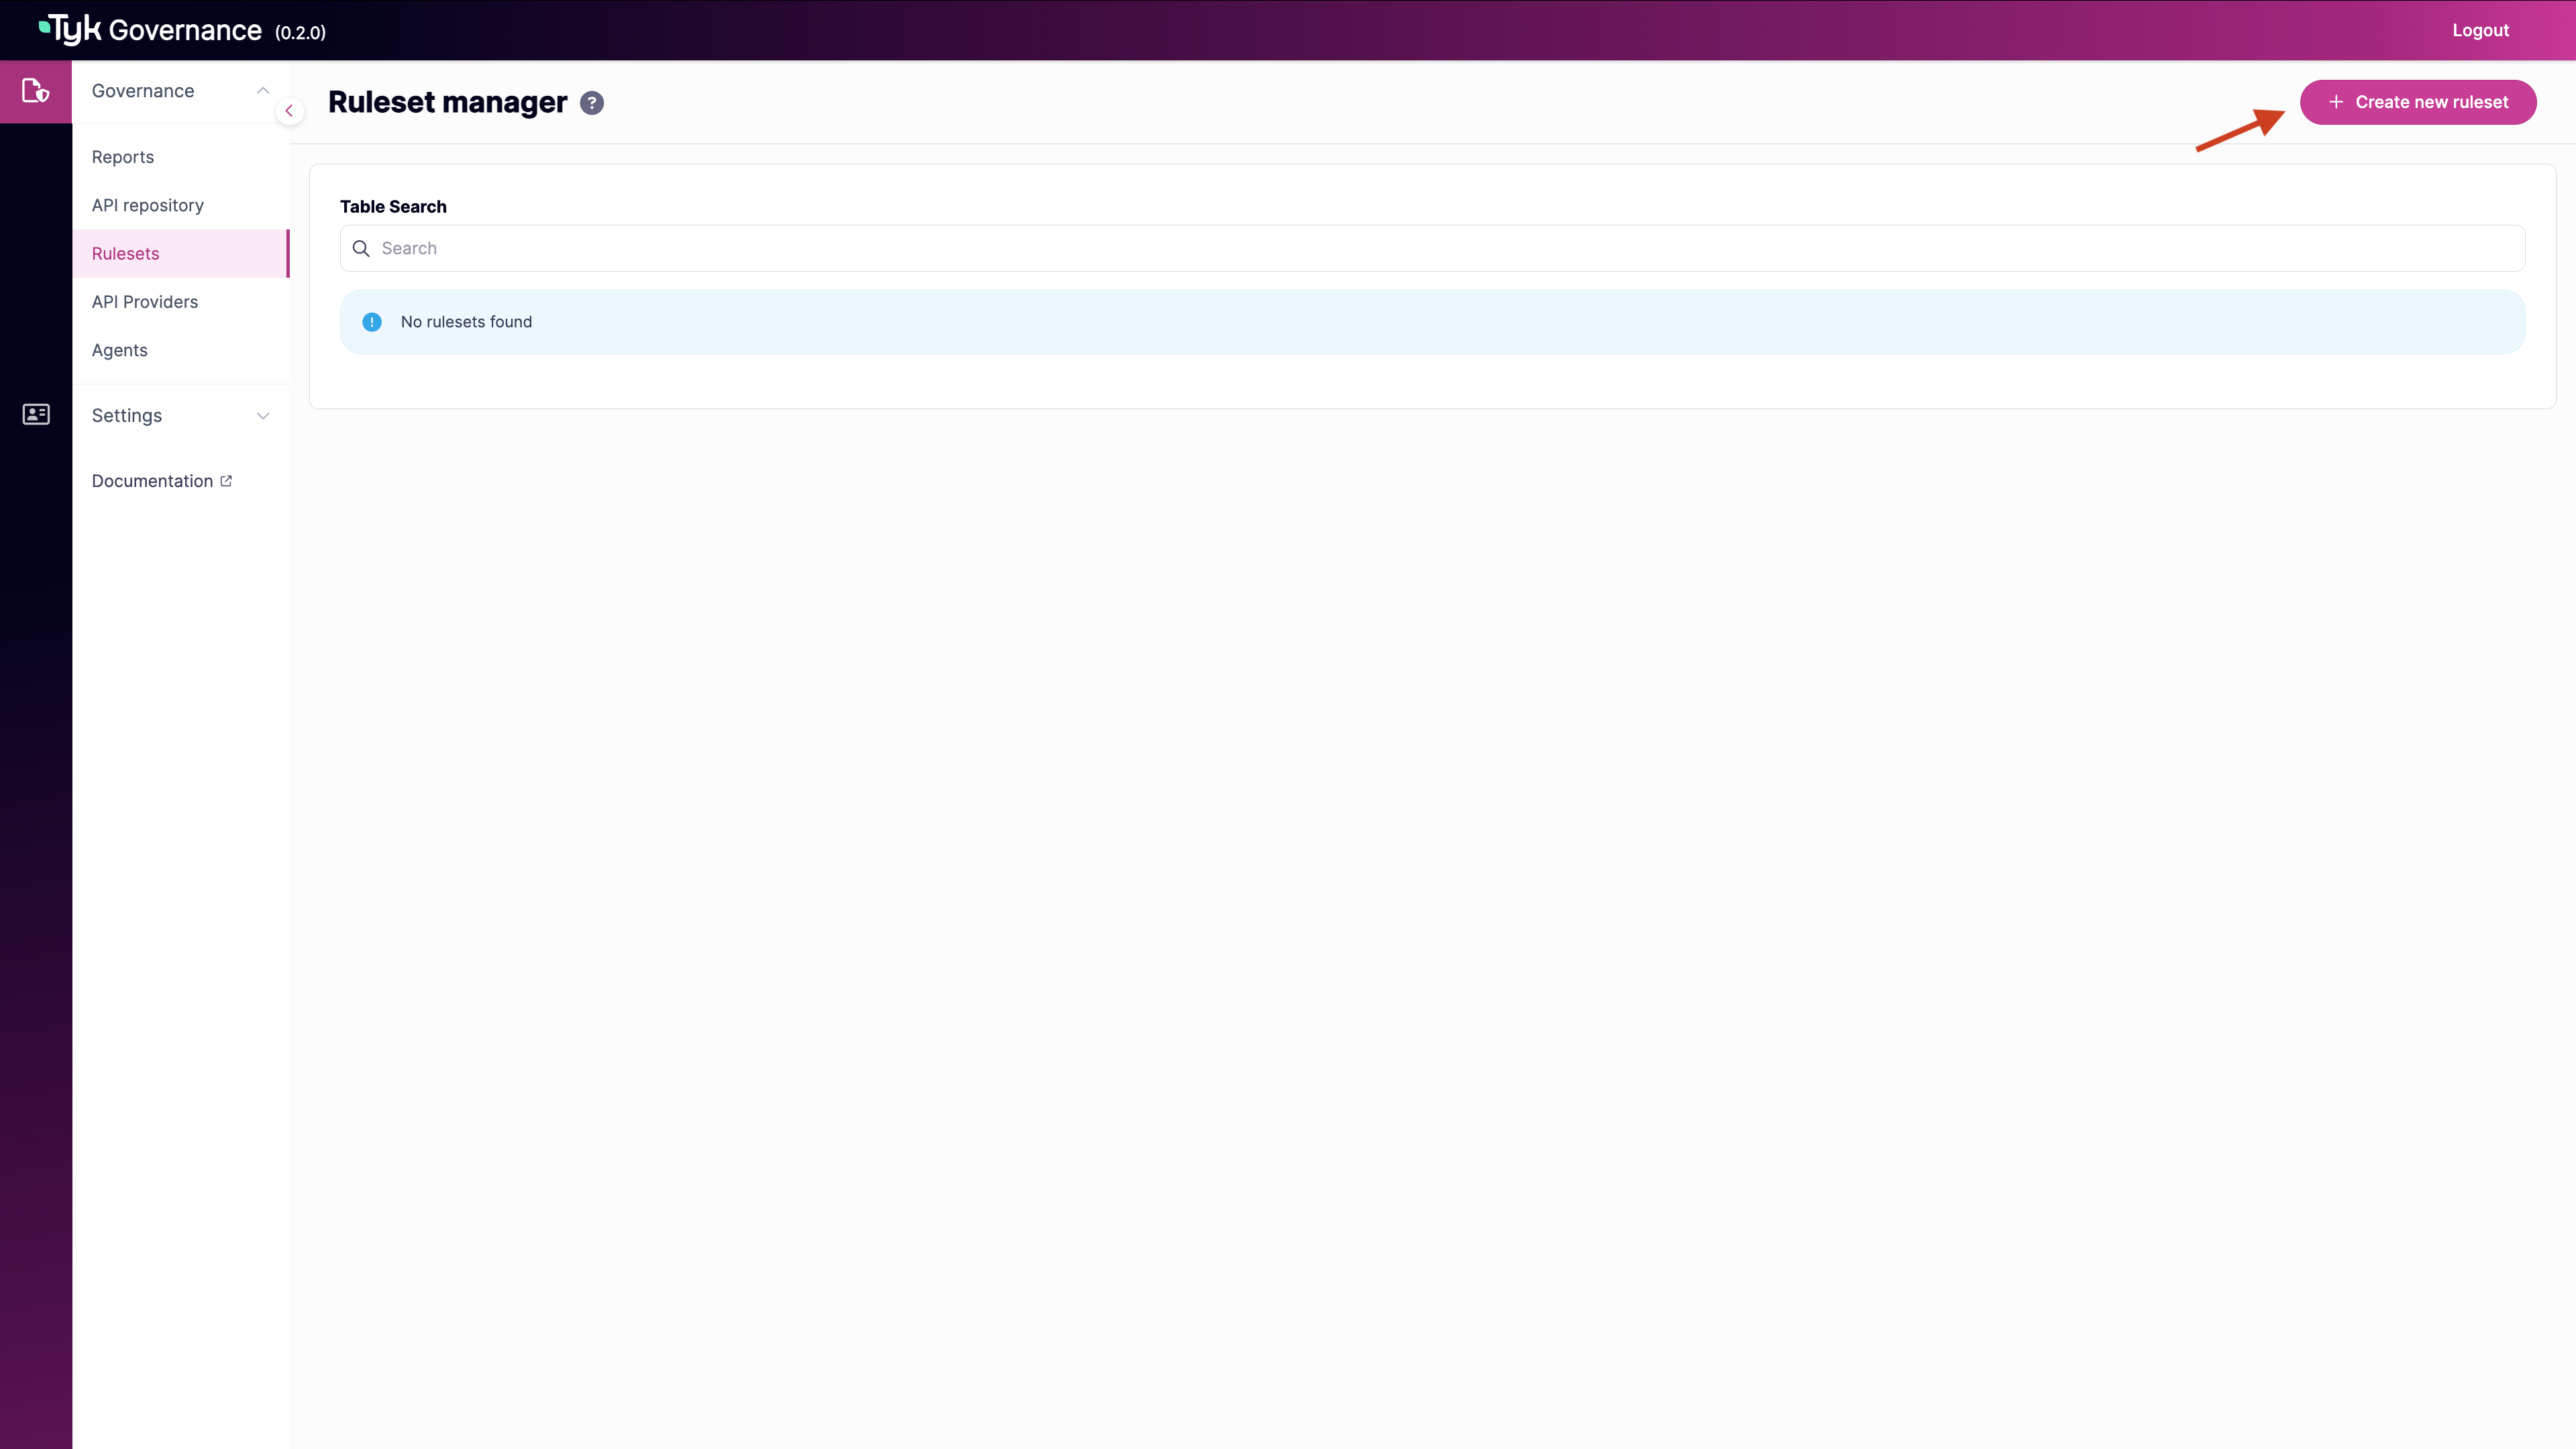 Tyk Governance (0.2.0)
Logout
Governance
Reports
API repository
Rulesets
API Providers
Agents
Settings
Documentation
Ruleset manager ?
+ Create new ruleset
Table Search
Search
! No rulesets found